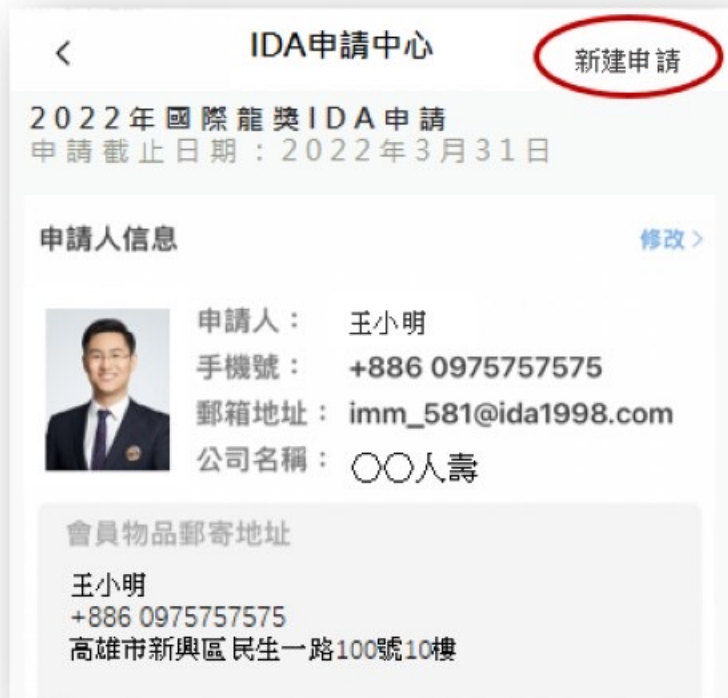 < IDA申請中心 新建申請
2022年國際龍獎IDA申請
申請截止日期：2022年3月31日
申請人信息 修改 >
申請人： 王小明
手機號： +886 0975757575
郵箱地址： imm_581@ida1998.com
公司名稱： 〇〇人壽
會員物品郵寄地址
王小明
+886 0975757575
高雄市新興區民生一路100號10樓